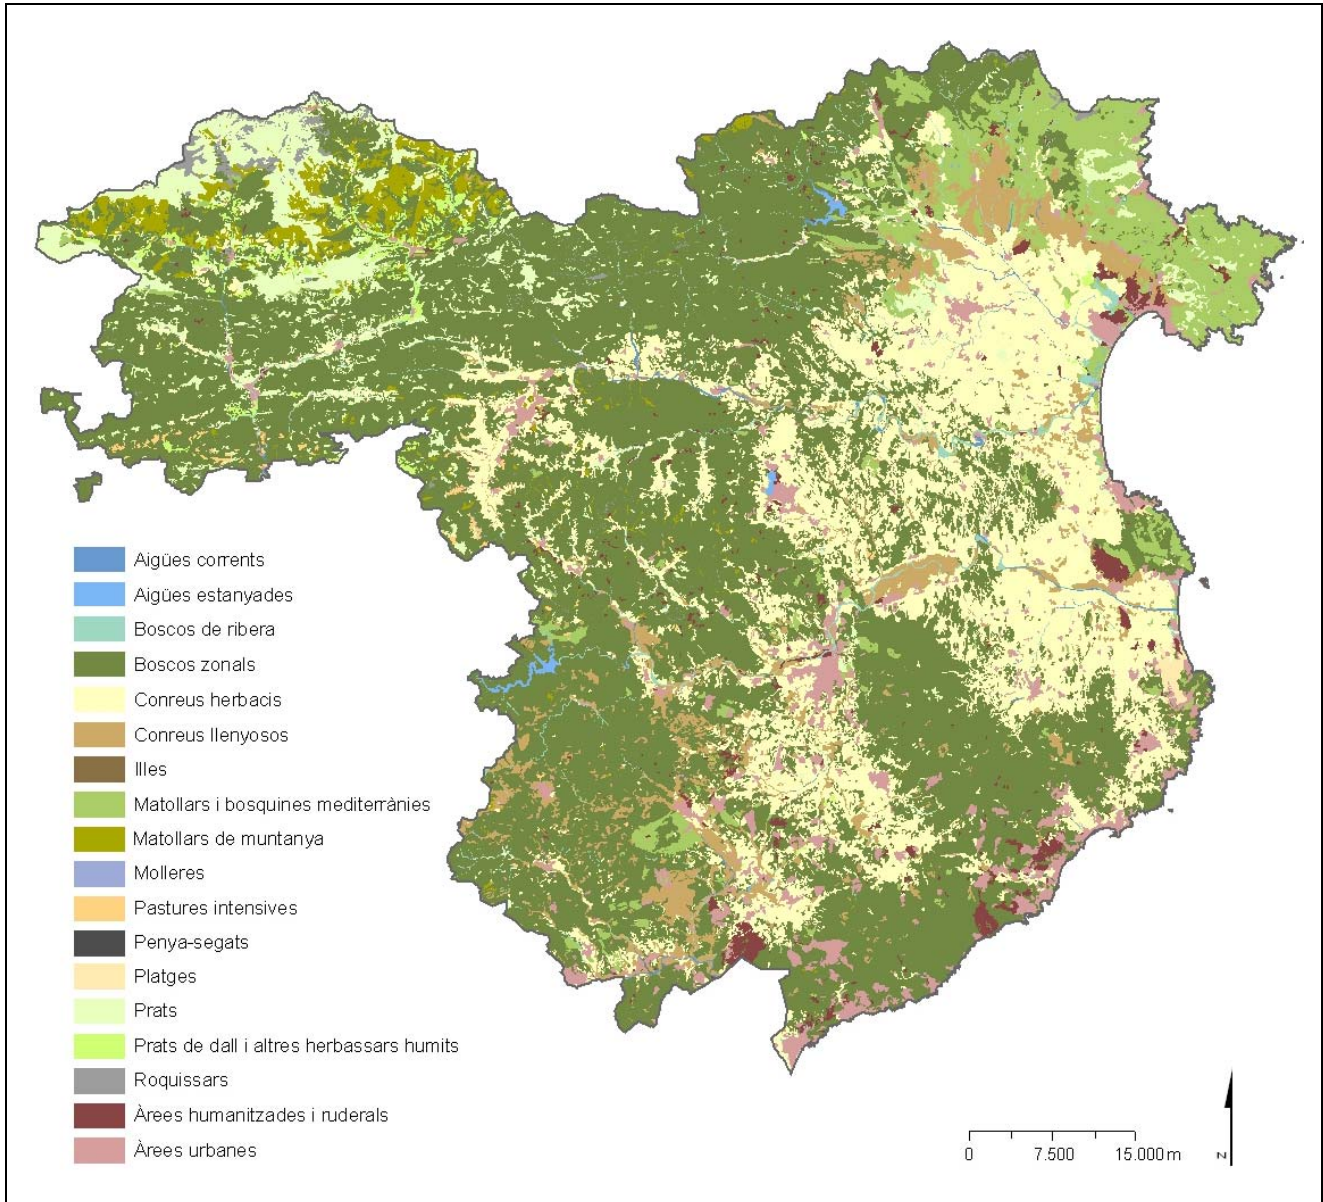 Aigües corrents
Aigües estanyades
Boscos de ribera
Boscos zonals
Conreus herbacis
Conreus llenyosos
Illes
Matollars i bosquines mediterrànies
Matollars de muntanya
Molleres
Pastures intensives
Penya-segats
Platges
Prats
Prats de dall i altres herbassars humits
Roquissars
Àrees humanitzades i ruderals
Àrees urbanes
0 7.500 15.000 m
N